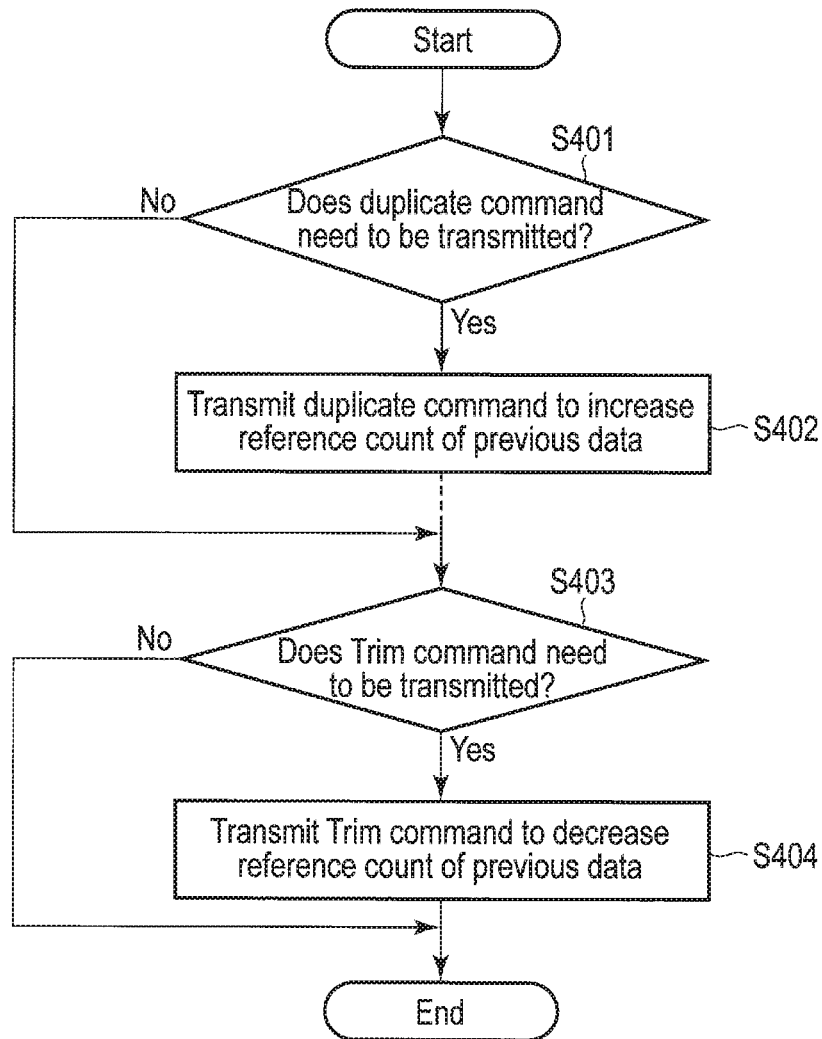 Start
S401
No
Does duplicate command
need to be transmitted?
Yes
Transmit duplicate command to increase
reference count of previous data
S402
S403
No
Does Trim command need
to be transmitted?
Yes
Transmit Trim command to decrease
reference count of previous data
S404
End